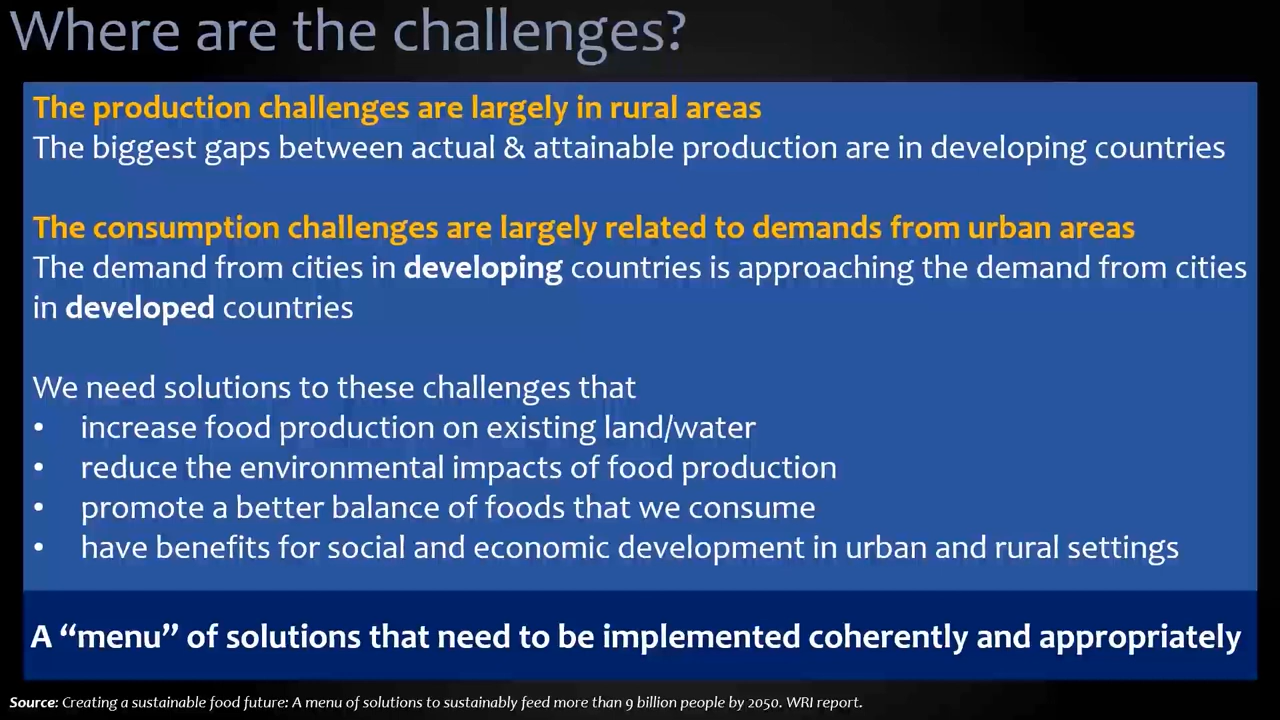 Where are the challenges?
The production challenges are largely in rural areas
The biggest gaps between actual & attainable production are in developing countries
The consumption challenges are largely related to demands from urban areas
The demand from cities in developing countries is approaching the demand from cities
in developed countries
We need solutions to these challenges that
• increase food production on existing land/water
• reduce the environmental impacts of food production
• promote a better balance of foods that we consume
• have benefits for social and economic development in urban and rural settings
A “menu” of solutions that need to be implemented coherently and appropriately
Source: Creating a sustainable food future: A menu of solutions to sustainably feed more than 9 billion people by 2050. WRI report.